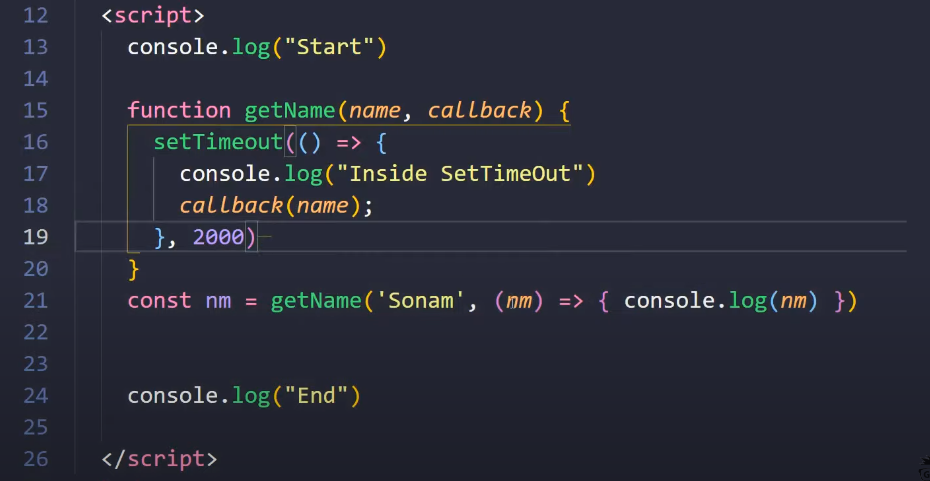 12 <script>
13 console.log("Start")
14
15 function getName(name, callback) {
16 setTimeout(() => {
17 console.log("Inside SetTimeOut")
18 callback(name);
19 }, 2000)
20 }
21 const nm = getName('Sonam', (nm) => { console.log(nm) })
22
23
24 console.log("End")
25
26 </script>